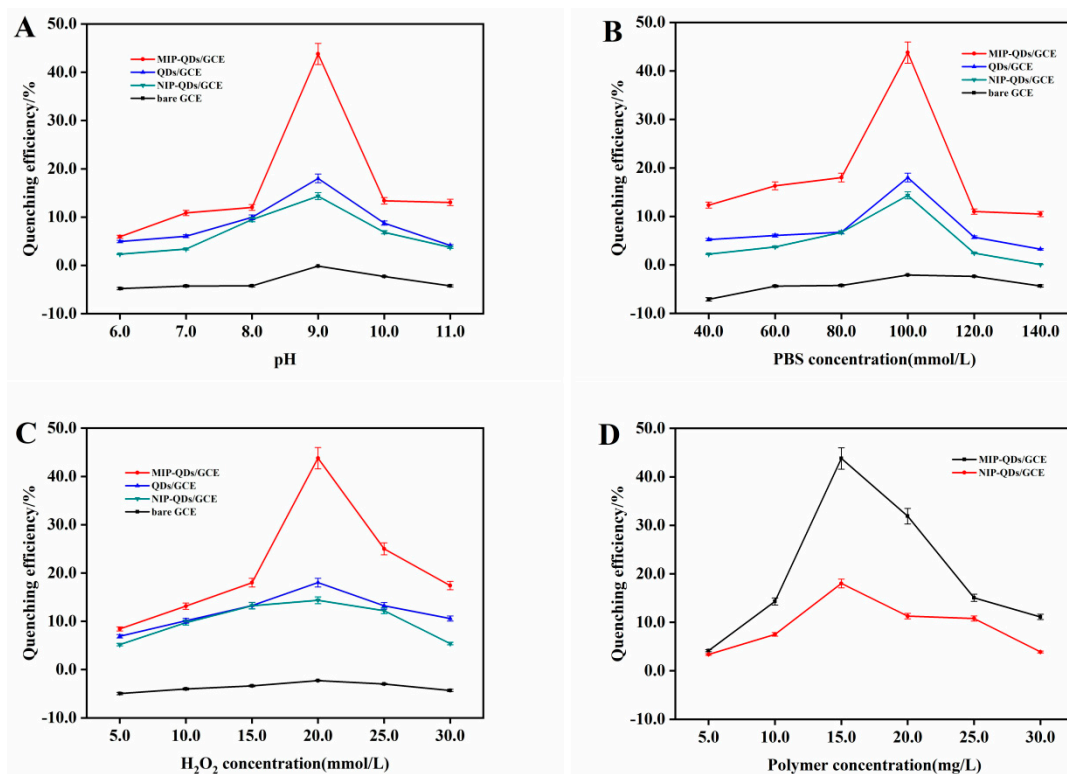 A
50.0
40.0
30.0
20.0
10.0
0.0
-10.0
Quenching efficiency/%
MIP-QDs/GCE
QDs/GCE
NIP-QDs/GCE
bare GCE
6.0 7.0 8.0 9.0 10.0 11.0
pH
B
50.0
40.0
30.0
20.0
10.0
0.0
-10.0
Quenching efficiency/%
MIP-QDs/GCE
QDs/GCE
NIP-QDs/GCE
bare GCE
40.0 60.0 80.0 100.0 120.0 140.0
PBS concentration(mmol/L)
C
50.0
40.0
30.0
20.0
10.0
0.0
-10.0
Quenching efficiency/%
MIP-QDs/GCE
QDs/GCE
NIP-QDs/GCE
bare GCE
5.0 10.0 15.0 20.0 25.0 30.0
H₂O₂ concentration(mmol/L)
D
50.0
40.0
30.0
20.0
10.0
0.0
-10.0
Quenching efficiency/%
MIP-QDs/GCE
NIP-QDs/GCE
5.0 10.0 15.0 20.0 25.0 30.0
Polymer concentration(mg/L)